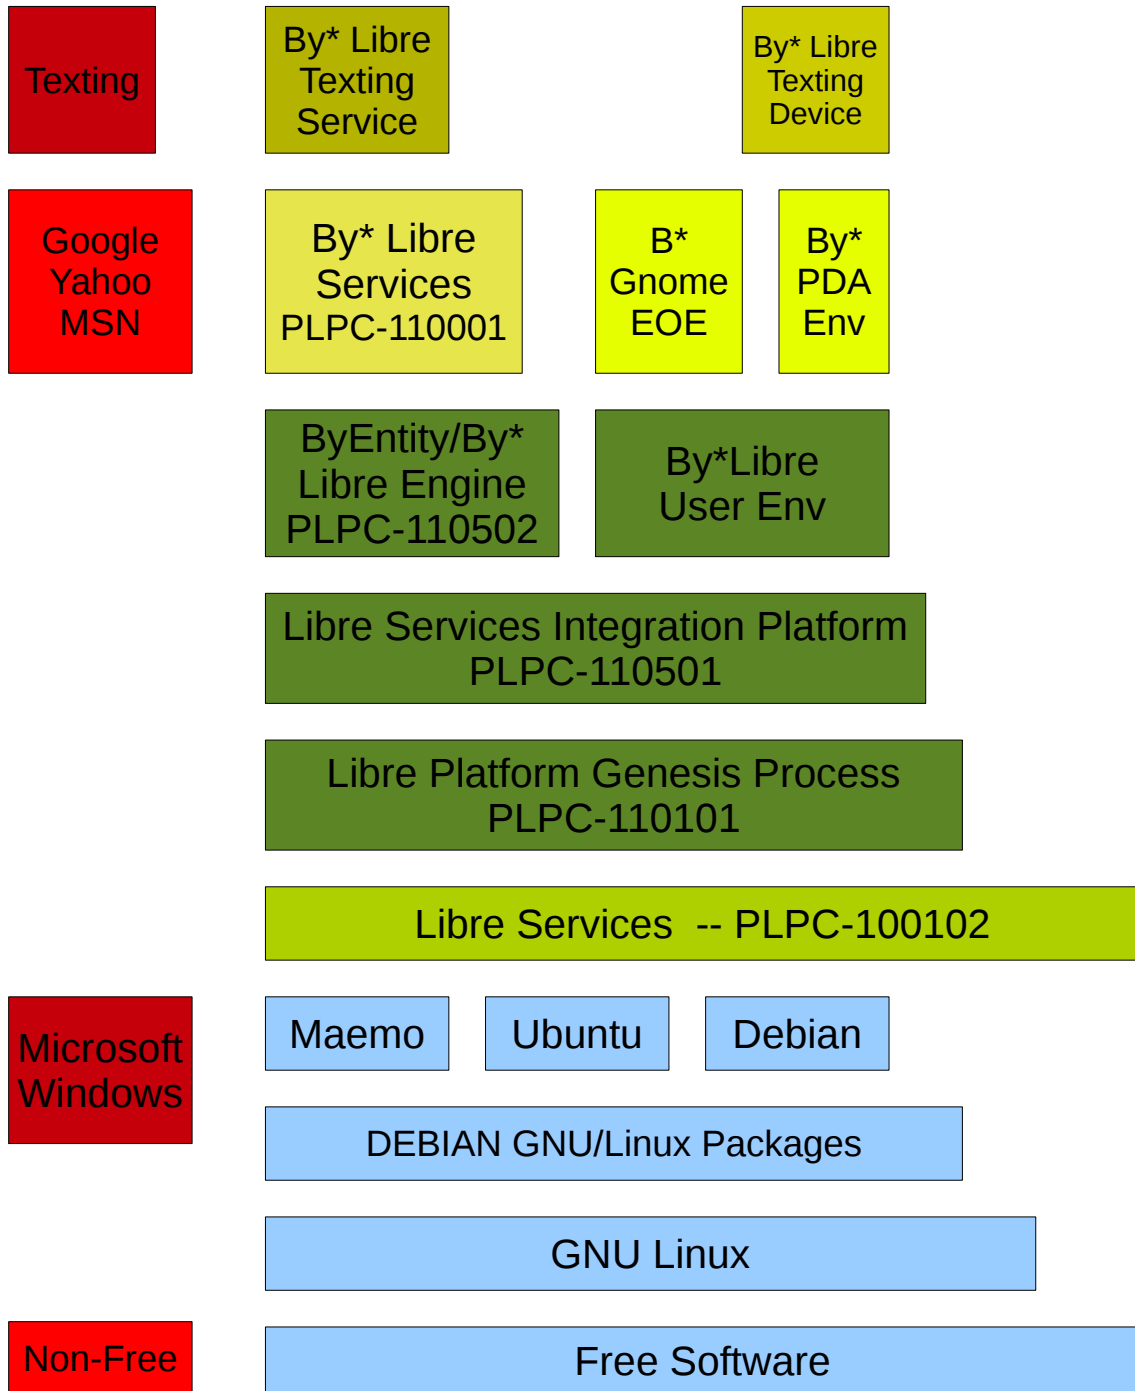 Texting
By* Libre
Texting
Service
By* Libre
Texting
Device
Google
Yahoo
MSN
By* Libre
Services
PLPC-110001
B*
Gnome
EOE
By*
PDA
Env
ByEntity/By*
Libre Engine
PLPC-110502
By*Libre
User Env
Libre Services Integration Platform
PLPC-110501
Libre Platform Genesis Process
PLPC-110101
Libre Services -- PLPC-100102
Microsoft
Windows
Maemo
Ubuntu
Debian
DEBIAN GNU/Linux Packages
GNU Linux
Non-Free
Free Software